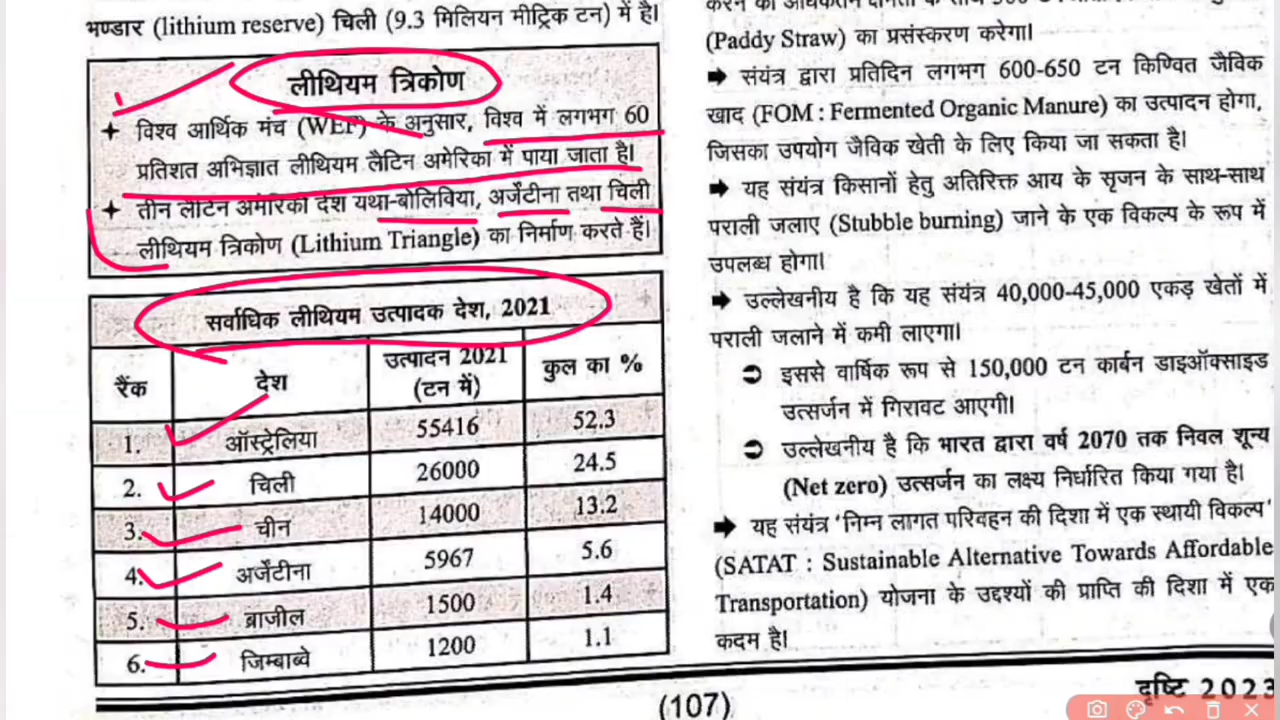 भण्डार (lithium reserve) चिली (9.3 मिलियन मीट्रिक टन) में है।
लीथियम त्रिकोण
विश्व आर्थिक मंच (WEF) के अनुसार, विश्व में लगभग 60
प्रतिशत अभिज्ञात लीथियम लैटिन अमेरिका में पाया जाता है।
तीन लैटिन अमेरिकी देश यथा-बोलिविया, अर्जेंटीना तथा चिली
लीथियम त्रिकोण (Lithium Triangle) का निर्माण करते हैं।
सर्वाधिक लीथियम उत्पादक देश, 2021
रैंक देश उत्पादन 2021 (टन में) कुल का %
1. ऑस्ट्रेलिया 55416 52.3
2. चिली 26000 24.5
3. चीन 14000 13.2
4. अर्जेंटीना 5967 5.6
5. ब्राजील 1500 1.4
6. जिम्बाब्वे 1200 1.1
(Paddy Straw) का प्रसंस्करण करेगा।
➡ संयंत्र द्वारा प्रतिदिन लगभग 600-650 टन किण्वित जैविक
खाद (FOM : Fermented Organic Manure) का उत्पादन होगा,
जिसका उपयोग जैविक खेती के लिए किया जा सकता है।
➡ यह संयंत्र किसानों हेतु अतिरिक्त आय के सृजन के साथ-साथ
पराली जलाए (Stubble burning) जाने के एक विकल्प के रूप में
उपलब्ध होगा।
➡ उल्लेखनीय है कि यह संयंत्र 40,000-45,000 एकड़ खेतों में
पराली जलाने में कमी लाएगा।
➲ इससे वार्षिक रूप से 150,000 टन कार्बन डाइऑक्साइड
उत्सर्जन में गिरावट आएगी।
➲ उल्लेखनीय है कि भारत द्वारा वर्ष 2070 तक निवल शून्य
(Net zero) उत्सर्जन का लक्ष्य निर्धारित किया गया है।
➡ यह संयंत्र 'निम्न लागत परिवहन की दिशा में एक स्थायी विकल्प'
(SATAT : Sustainable Alternative Towards Affordable
Transportation) योजना के उद्दश्यों की प्राप्ति की दिशा में एक
कदम है।
(107)
दृष्टि 2023